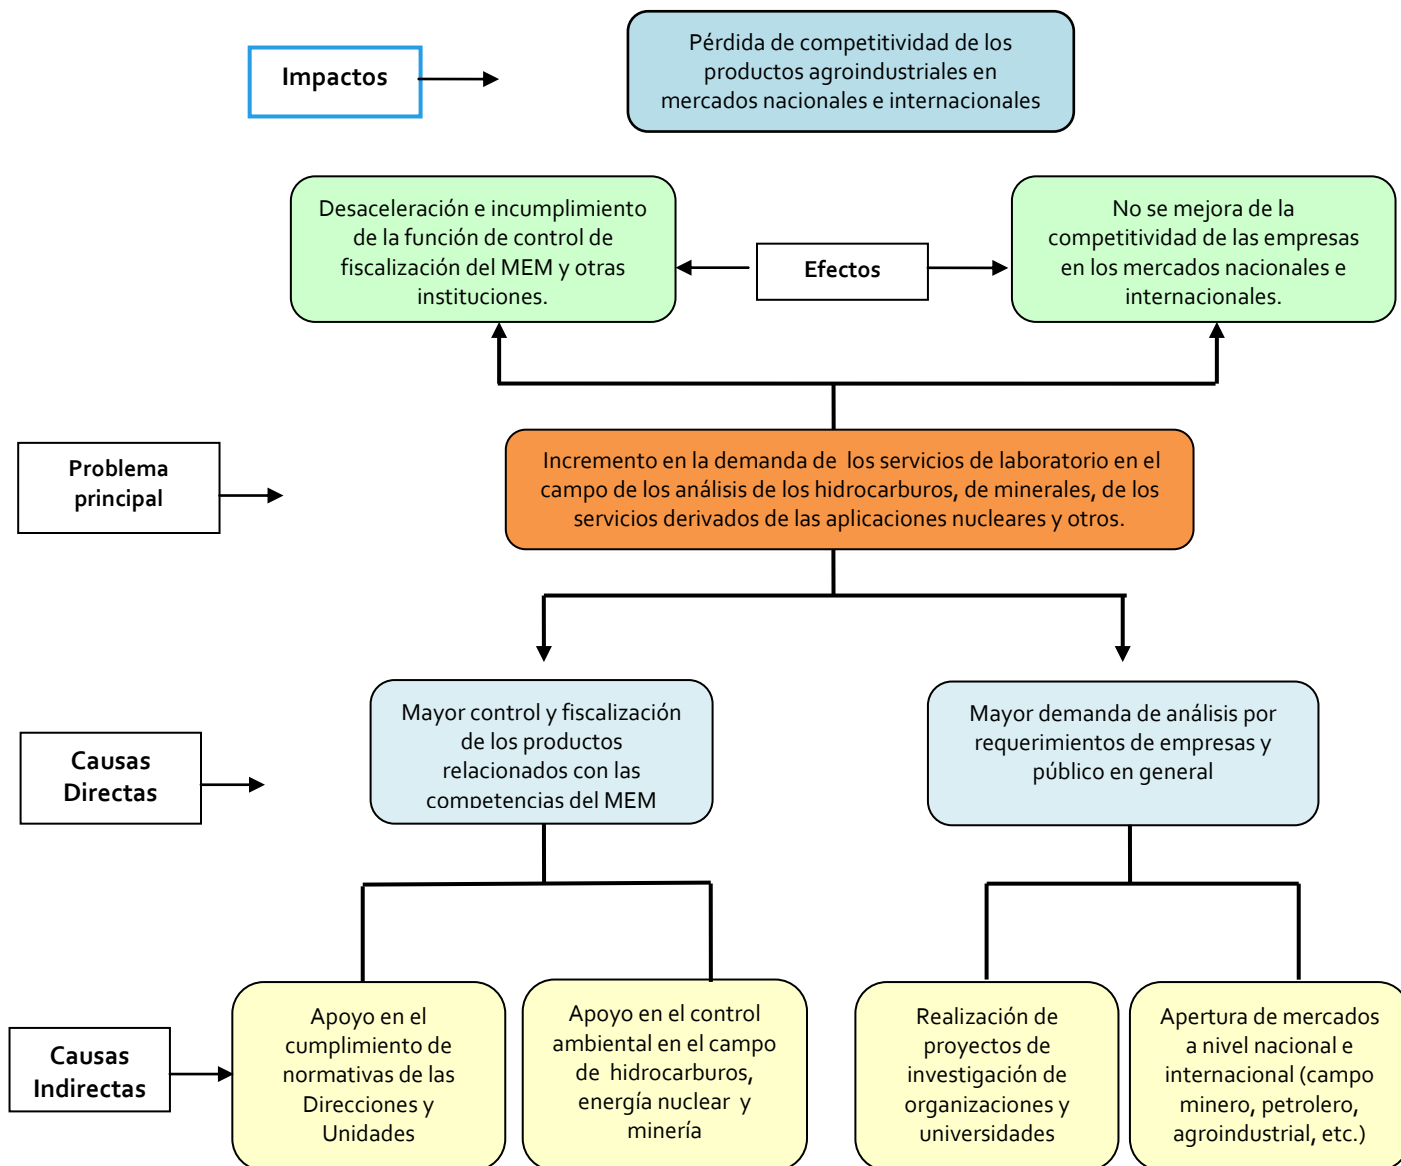 Impactos
Pérdida de competitividad de los
productos agroindustriales en
mercados nacionales e internacionales
Desaceleración e incumplimiento
de la función de control de
fiscalización del MEM y otras
instituciones.
Efectos
No se mejora de la
competitividad de las empresas
en los mercados nacionales e
internacionales.
Problema
principal
Incremento en la demanda de los servicios de laboratorio en el
campo de los análisis de los hidrocarburos, de minerales, de los
servicios derivados de las aplicaciones nucleares y otros.
Causas
Directas
Mayor control y fiscalización
de los productos
relacionados con las
competencias del MEM
Mayor demanda de análisis por
requerimientos de empresas y
público en general
Causas
Indirectas
Apoyo en el
cumplimiento de
normativas de las
Direcciones y
Unidades
Apoyo en el control
ambiental en el campo
de hidrocarburos,
energía nuclear y
minería
Realización de
proyectos de
investigación de
organizaciones y
universidades
Apertura de mercados
a nivel nacional e
internacional (campo
minero, petrolero,
agroindustrial, etc.)